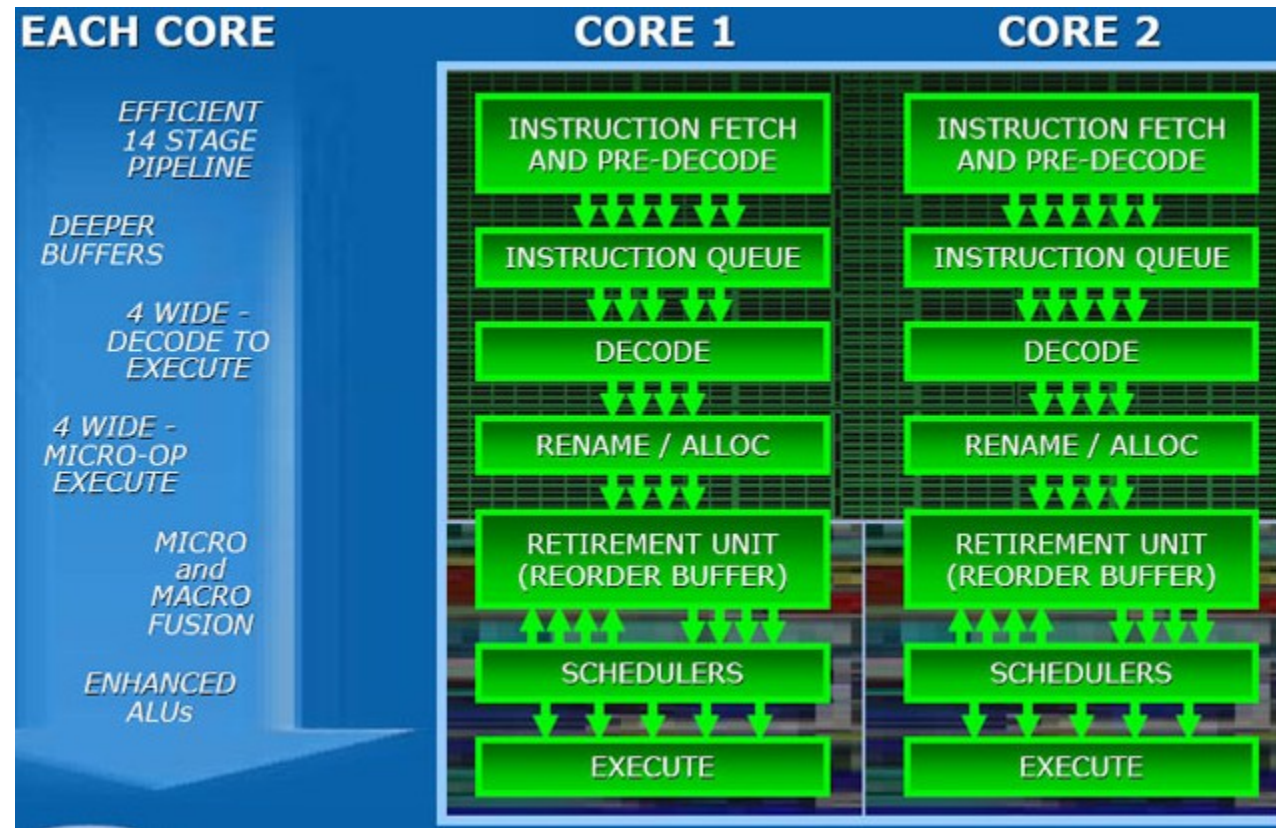 EACH CORE
EFFICIENT
14 STAGE
PIPELINE
DEEPER
BUFFERS
4 WIDE -
DECODE TO
EXECUTE
4 WIDE -
MICRO-OP
EXECUTE
MICRO
and
MACRO
FUSION
ENHANCED
ALUs
CORE 1
INSTRUCTION FETCH
AND PRE-DECODE
INSTRUCTION QUEUE
DECODE
RENAME / ALLOC
RETIREMENT UNIT
(REORDER BUFFER)
SCHEDULERS
EXECUTE
CORE 2
INSTRUCTION FETCH
AND PRE-DECODE
INSTRUCTION QUEUE
DECODE
RENAME / ALLOC
RETIREMENT UNIT
(REORDER BUFFER)
SCHEDULERS
EXECUTE